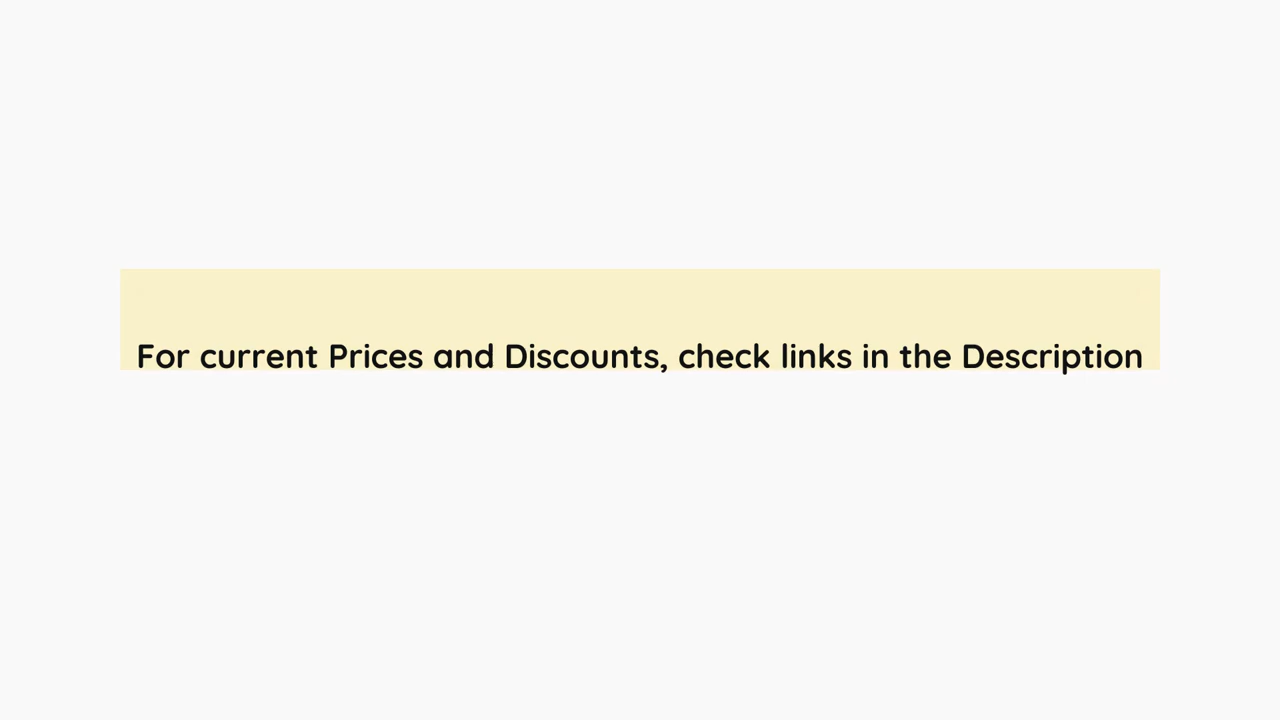 For current Prices and Discounts, check links in the Description